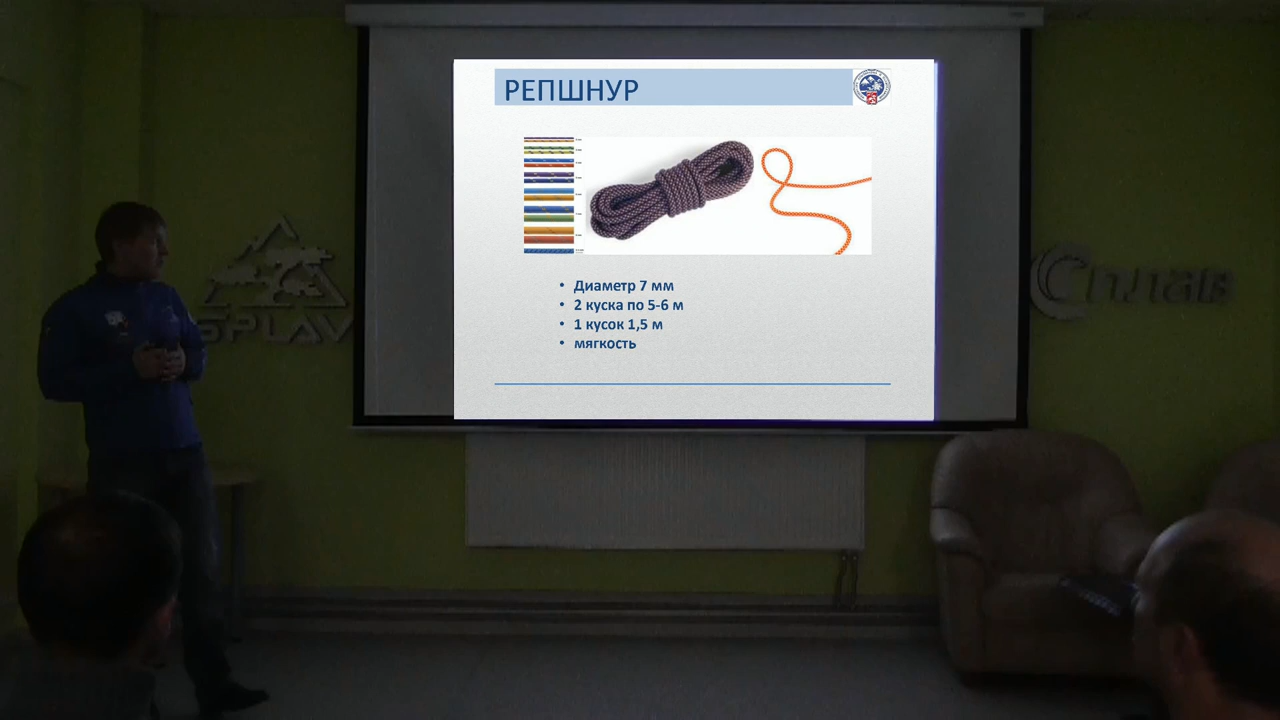 РЕПШНУР
• Диаметр 7 мм
• 2 куска по 5-6 м
• 1 кусок 1,5 м
• мягкость
SPLAV
Сплав